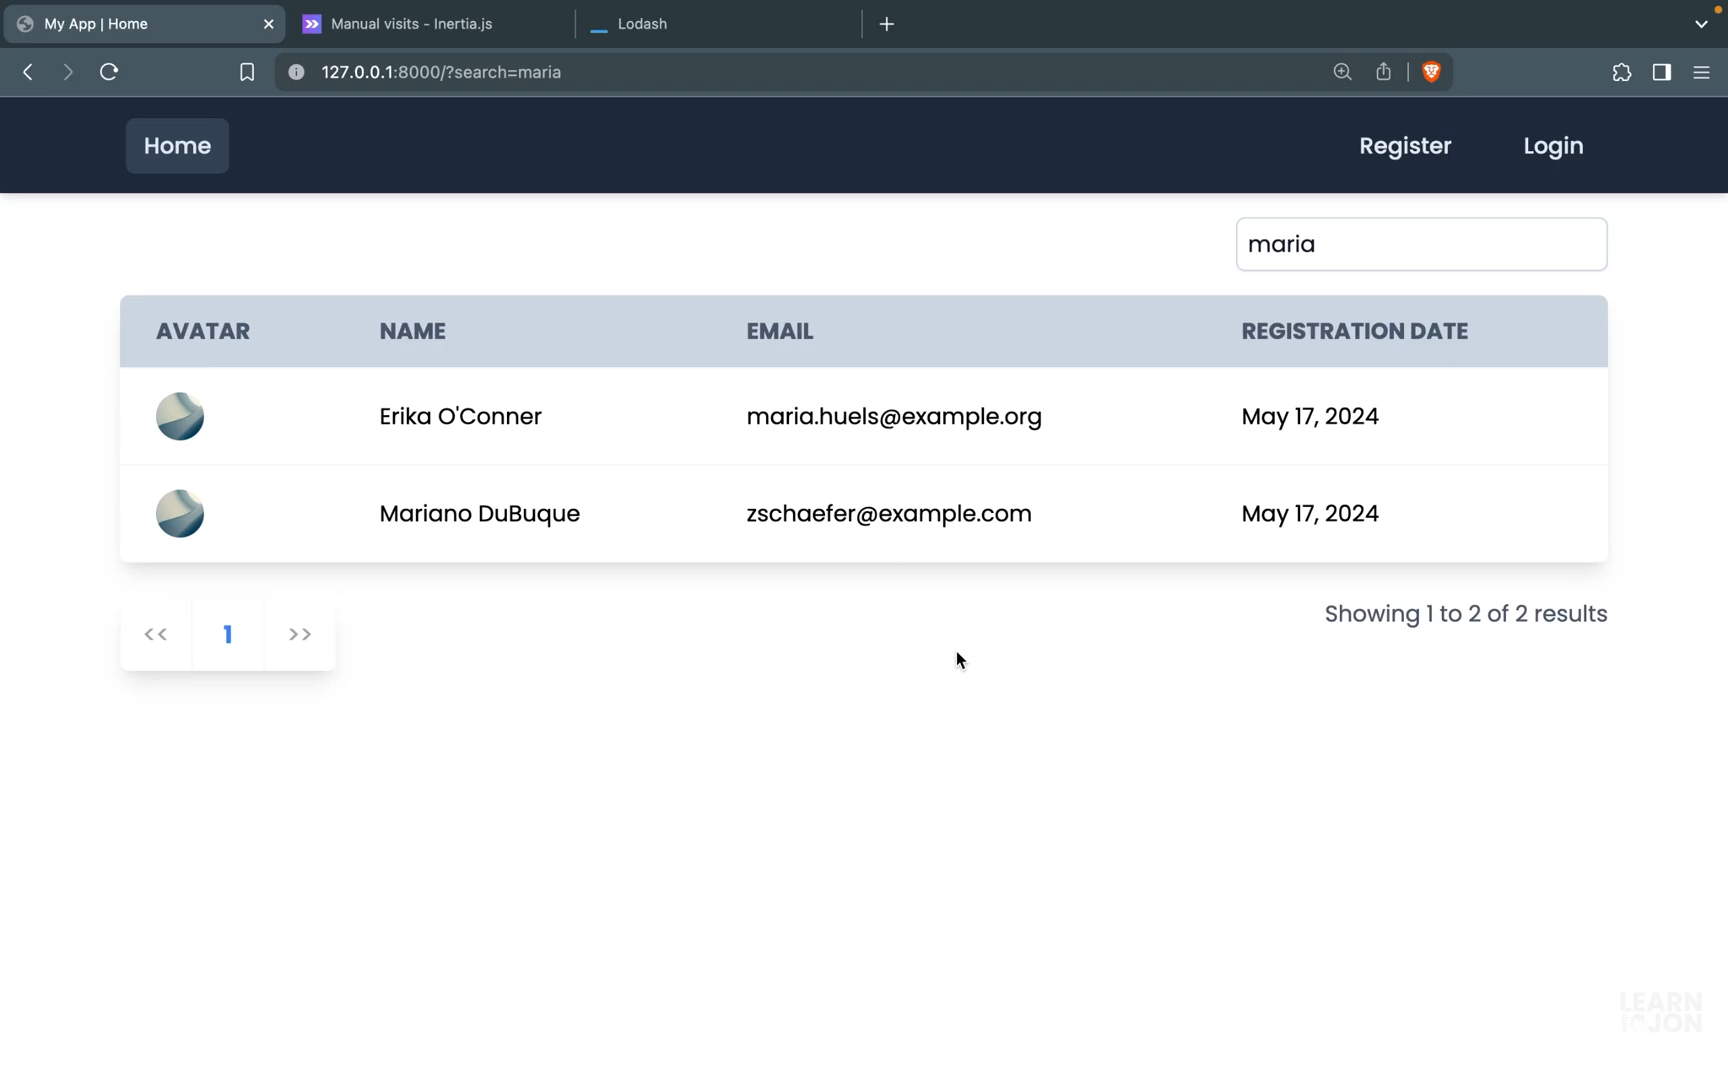 My App | Home
Manual visits - Inertia.js
Lodash
127.0.0.1:8000/?search=maria
Home
Register
Login
maria
AVATAR NAME EMAIL REGISTRATION DATE
Erika O'Conner maria.huels@example.org May 17, 2024
Mariano DuBuque zschaefer@example.com May 17, 2024
<< 1 >>
Showing 1 to 2 of 2 results
LEARN
JON